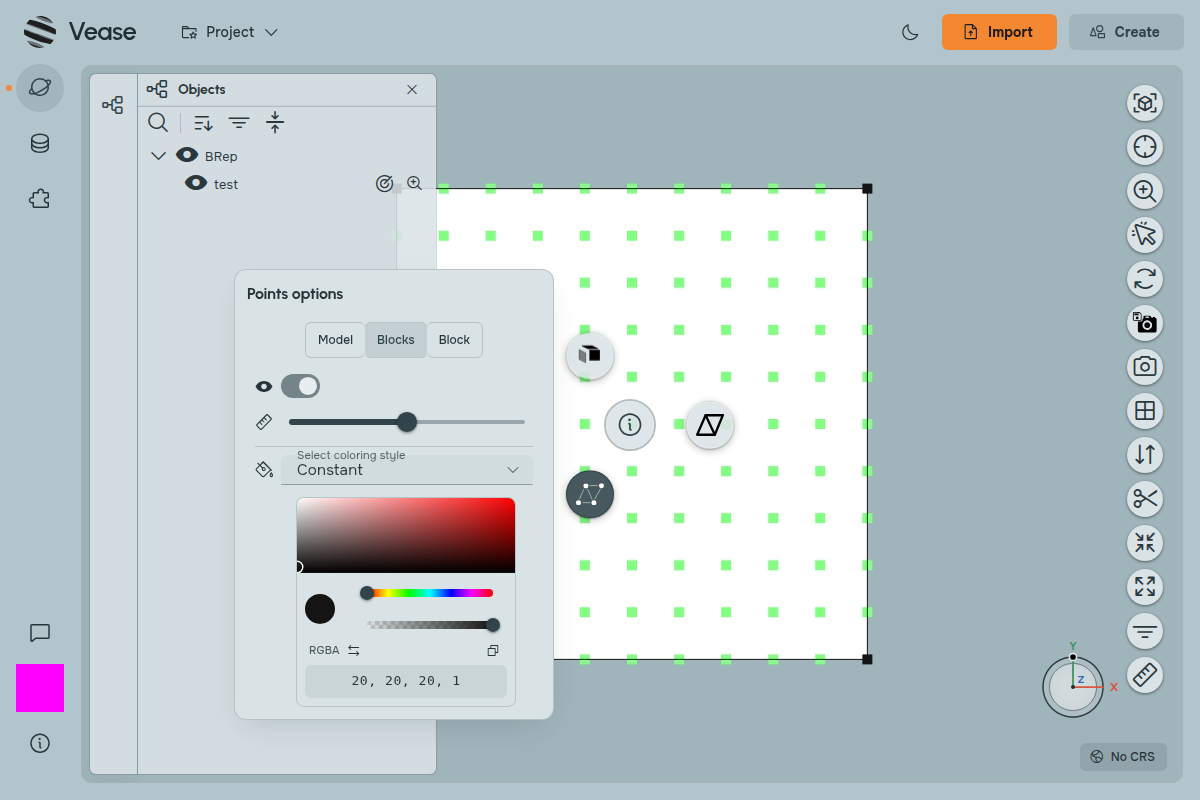 Vease
Project
Import
Create
Objects
BRep
test
Points options
Model
Blocks
Block
Select coloring style
Constant
RGBA
20, 20, 20, 1
Y
Z
X
No CRS